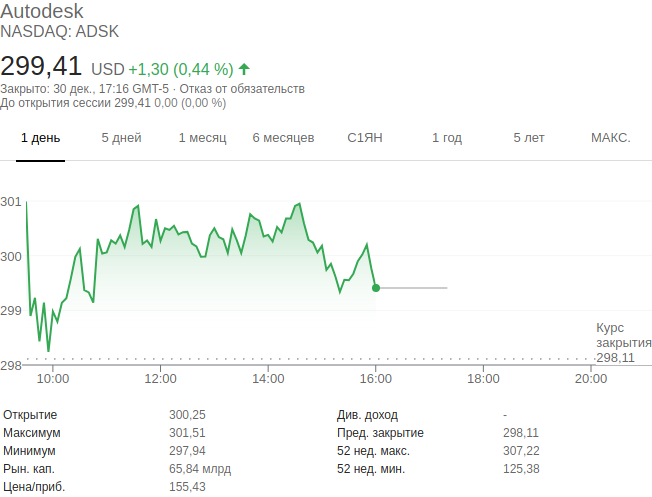 Autodesk
NASDAQ: ADSK
299,41 USD +1,30 (0,44 %)
Закрыто: 30 дек., 17:16 GMT-5 · Отказ от обязательств
До открытия сессии 299,41 0,00 (0,00 %)
1 день 5 дней 1 месяц 6 месяцев С1ЯН 1 год 5 лет МАКС.
301
300
299
298
Курс
закрытия
298,11
10:00 12:00 14:00 16:00 18:00 20:00
Открытие 300,25 Див. доход -
Максимум 301,51 Пред. закрытие 298,11
Минимум 297,94 52 нед. макс. 307,22
Рын. кап. 65,84 млрд 52 нед. мин. 125,38
Цена/приб. 155,43